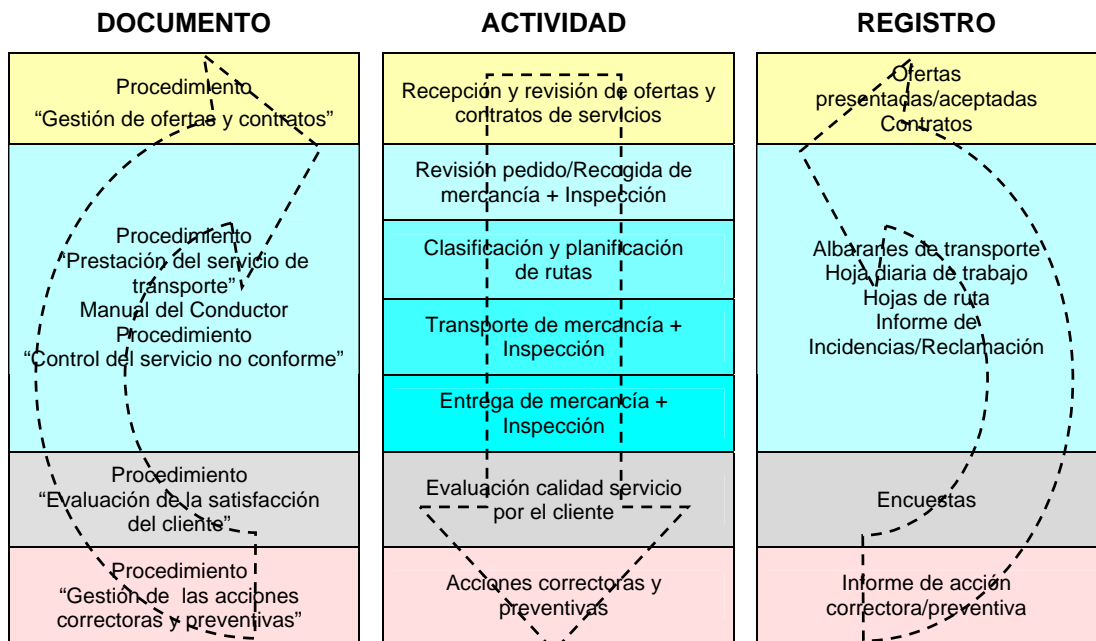 DOCUMENTO
ACTIVIDAD
REGISTRO
Procedimiento
“Gestión de ofertas y contratos”
Recepción y revisión de ofertas y
contratos de servicios
Ofertas
presentadas/aceptadas
Contratos
Procedimiento
“Prestación del servicio de
transporte”
Manual del Conductor
Procedimiento
“Control del servicio no conforme”
Revisión pedido/Recogida de
mercancía + Inspección
Clasificación y planificación
de rutas
Transporte de mercancía +
Inspección
Entrega de mercancía +
Inspección
Albaranes de transporte
Hoja diaria de trabajo
Hojas de ruta
Informe de
Incidencias/Reclamación
Procedimiento
“Evaluación de la satisfacción
del cliente”
Evaluación calidad servicio
por el cliente
Encuestas
Procedimiento
“Gestión de las acciones
correctoras y preventivas”
Acciones correctoras y
preventivas
Informe de acción
correctora/preventiva